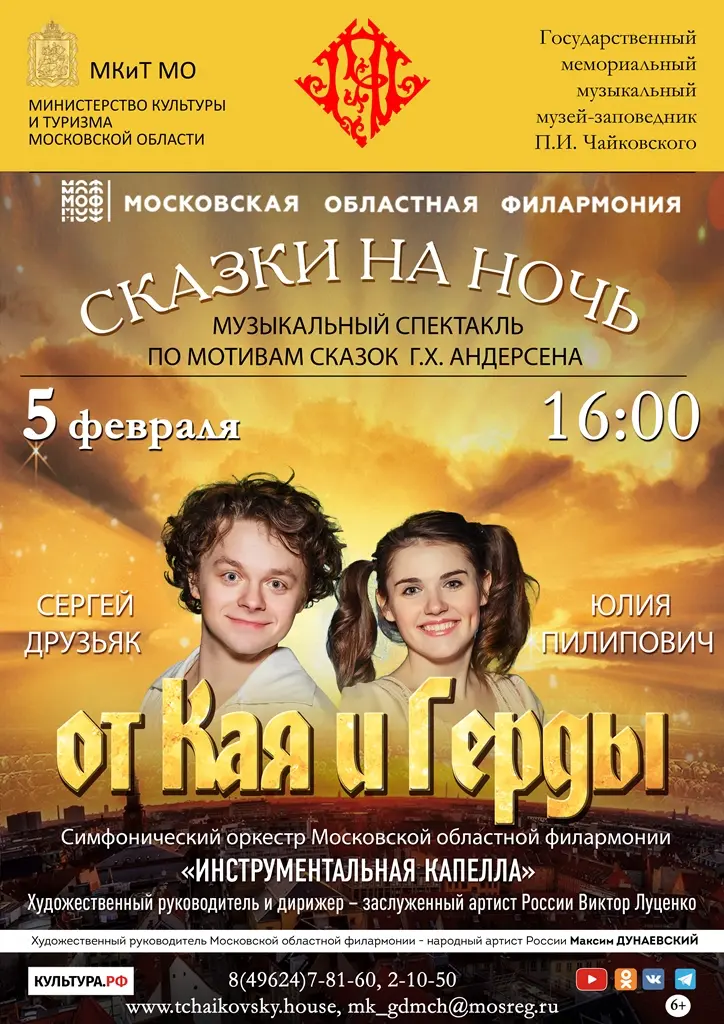 МКиТ МО
МИНИСТЕРСТВО КУЛЬТУРЫ
И ТУРИЗМА
МОСКОВСКОЙ ОБЛАСТИ
Государственный
мемориальный
музыкальный
музей-заповедник
П.И. Чайковского
МОСКОВСКАЯ ОБЛАСТНАЯ ФИЛАРМОНИЯ
СКАЗКИ НА НОЧЬ
МУЗЫКАЛЬНЫЙ СПЕКТАКЛЬ
ПО МОТИВАМ СКАЗОК Г.Х. АНДЕРСЕНА
5 февраля 16:00
СЕРГЕЙ
ДРУЗЬЯК
ЮЛИЯ
ПИЛИПОВИЧ
от Кая и Герды
Симфонический оркестр Московской областной филармонии
«ИНСТРУМЕНТАЛЬНАЯ КАПЕЛЛА»
Художественный руководитель и дирижер – заслуженный артист России Виктор Луценко
Художественный руководитель Московской областной филармонии - народный артист России Максим ДУНАЕВСКИЙ
КУЛЬТУРА.РФ
8(49624)7-81-60, 2-10-50
www.tchaikovsky.house, mk_gdmch@mosreg.ru
6+